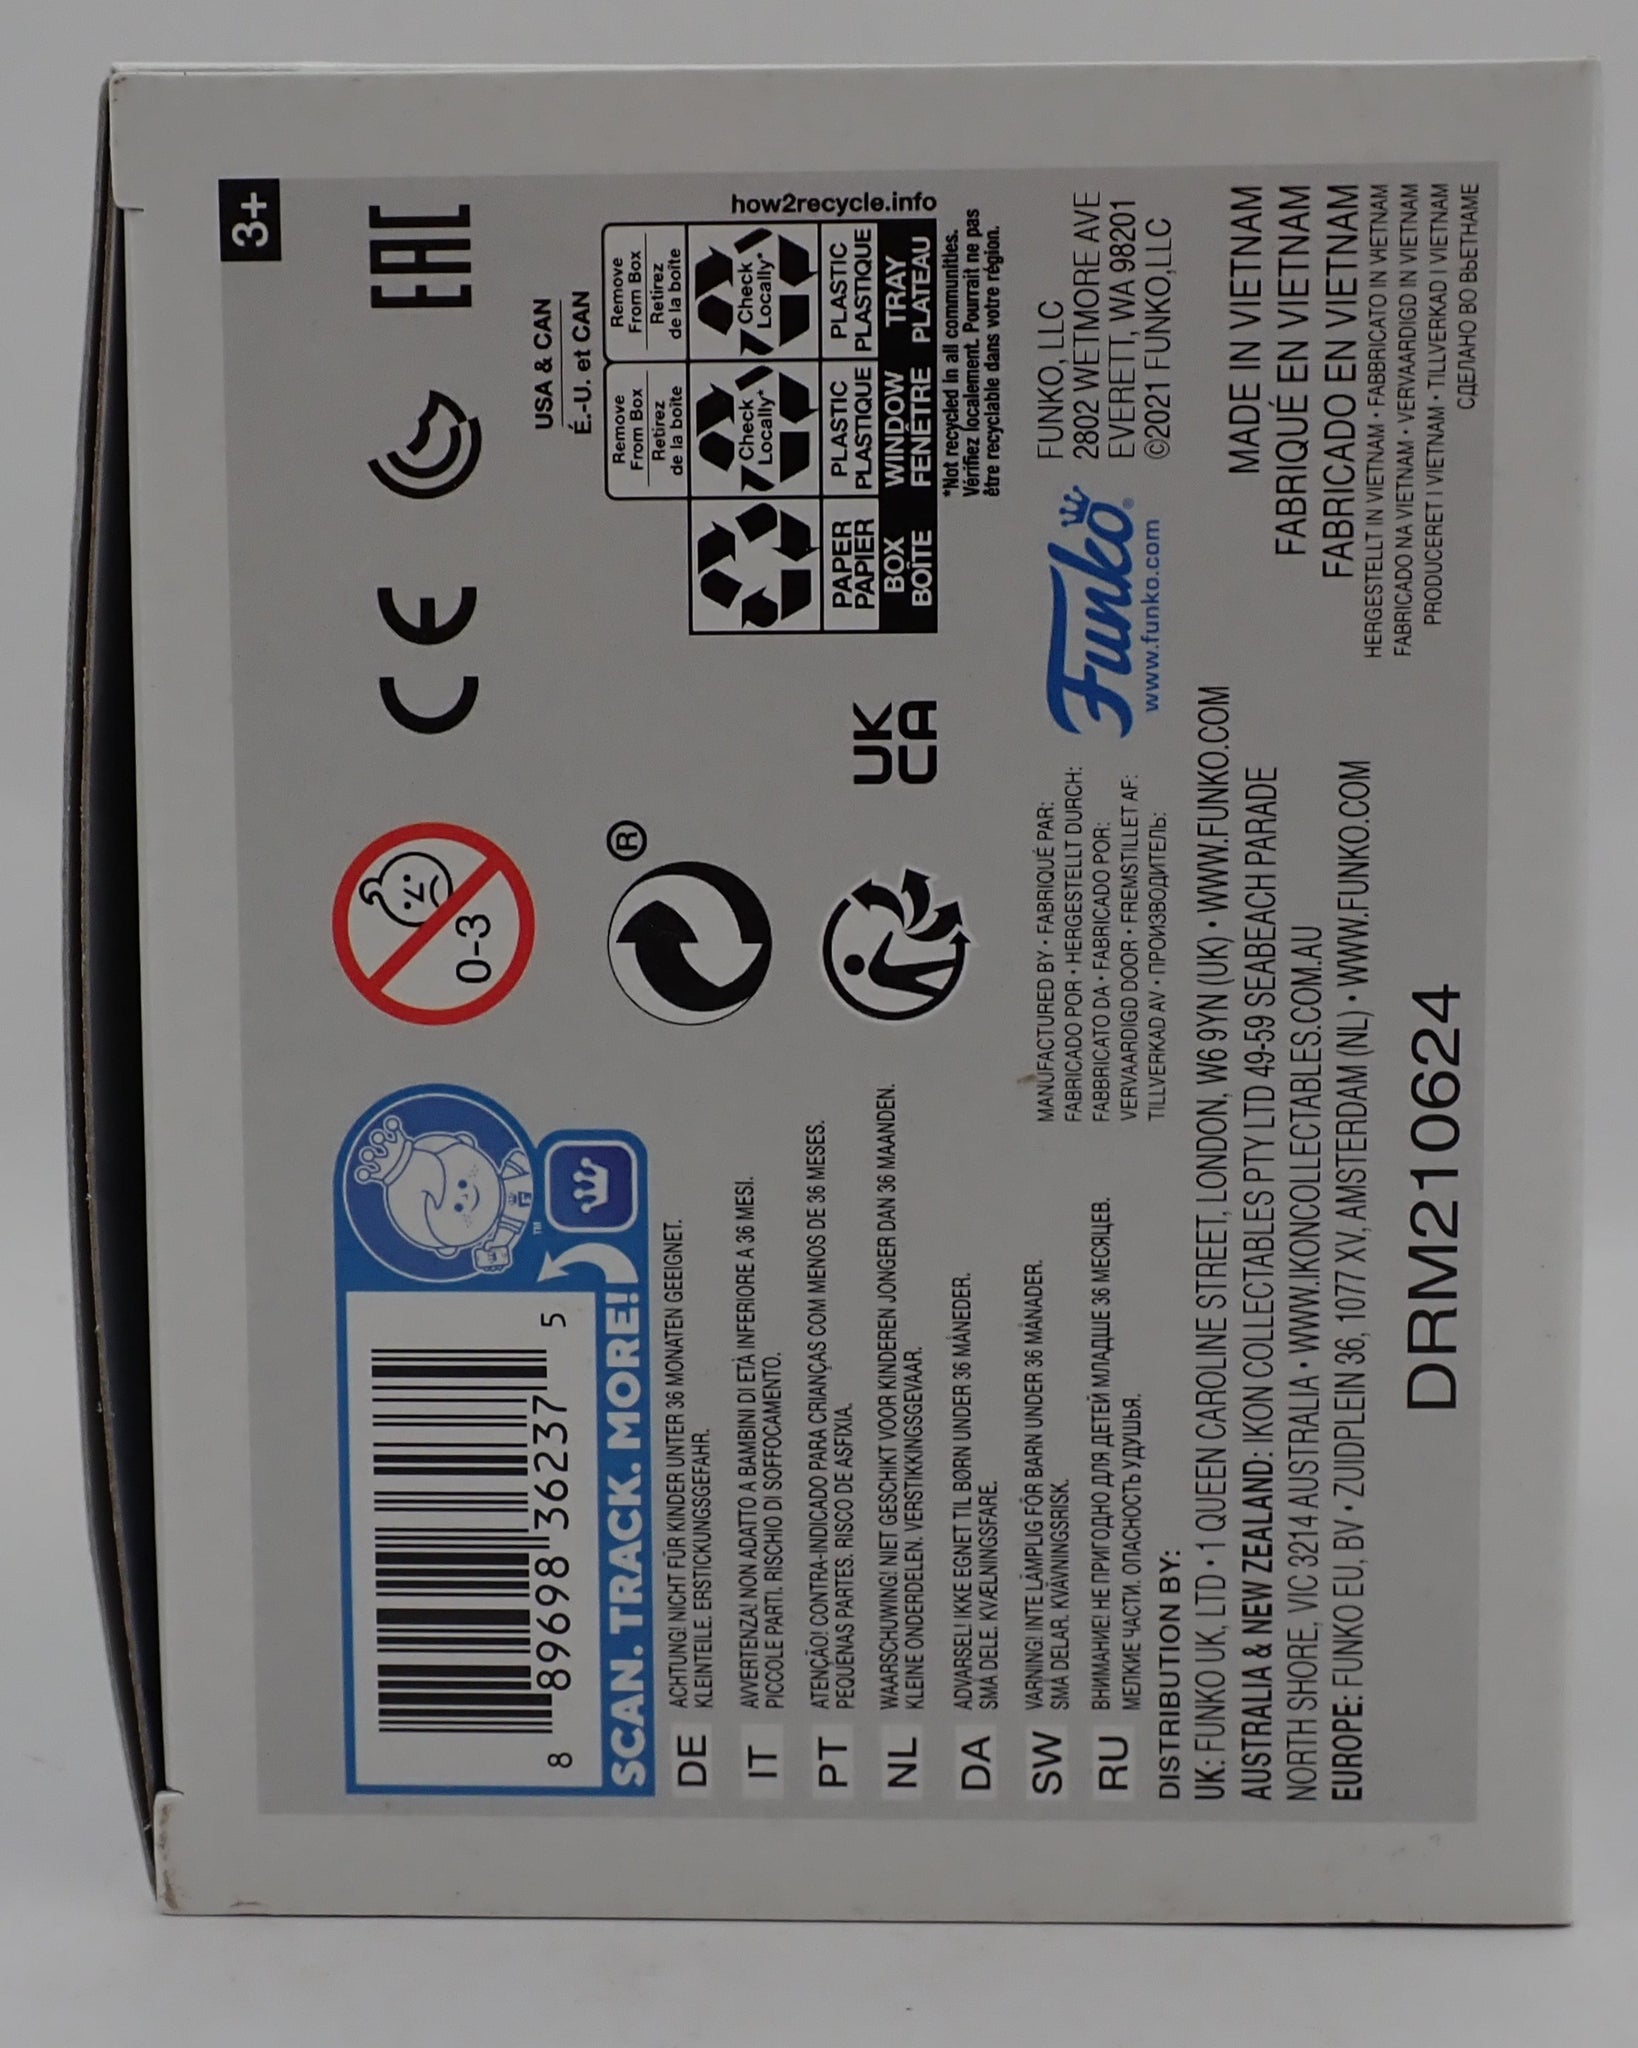 3+
8 89698 36237 5
SCAN. TRACK. MORE!
™
0-3
CE
EAC
®
UK
CA
USA & CAN
É.-U. et CAN
Remove
From Box
Retirez
de la boîte
Remove
From Box
Retirez
de la boîte
Check
Locally*
Check
Locally*
PAPER
PAPIER
PLASTIC
PLASTIQUE
PLASTIC
PLASTIQUE
BOX
BOÎTE
WINDOW
FENÊTRE
TRAY
PLATEAU
how2recycle.info
*Not recycled in all communities.
Vérifiez localement. Pourrait ne pas
être recyclable dans votre région.
DE ACHTUNG! NICHT FÜR KINDER UNTER 36 MONATEN GEEIGNET.
KLEINTEILE. ERSTICKUNGSGEFAHR.
IT AVVERTENZA! NON ADATTO A BAMBINI DI ETÀ INFERIORE A 36 MESI.
PICCOLE PARTI. RISCHIO DI SOFFOCAMENTO.
PT ATENÇÃO! CONTRA-INDICADO PARA CRIANÇAS COM MENOS DE 36 MESES.
PEQUENAS PARTES. RISCO DE ASFIXIA.
NL WAARSCHUWING! NIET GESCHIKT VOOR KINDEREN JONGER DAN 36 MAANDEN.
KLEINE ONDERDELEN. VERSTIKKINGSGEVAAR.
DA ADVARSEL! IKKE EGNET TIL BØRN UNDER 36 MÅNEDER.
SMÅ DELE. KVÆLNINGSFARE.
SW VARNING! INTE LÄMPLIG FÖR BARN UNDER 36 MÅNADER.
SMÅ DELAR. KVÄVNINGSRISK.
RU ВНИМАНИЕ! НЕ ПРИГОДНО ДЛЯ ДЕТЕЙ МЛАДШЕ 36 МЕСЯЦЕВ.
МЕЛКИЕ ЧАСТИ. ОПАСНОСТЬ УДУШЬЯ.
MANUFACTURED BY • FABRIQUÉ PAR:
FABRICADO POR • HERGESTELLT DURCH:
FABBRICATO DA • FABRICADO POR:
VERVAARDIGD DOOR • FREMSTILLET AF:
TILLVERKAD AV • ПРОИЗВОДИТЕЛЬ:
Funko®
www.funko.com
FUNKO, LLC
2802 WETMORE AVE
EVERETT, WA 98201
©2021 FUNKO,LLC
DISTRIBUTION BY:
UK: FUNKO UK, LTD • 1 QUEEN CAROLINE STREET, LONDON, W6 9YN (UK) • WWW.FUNKO.COM
AUSTRALIA & NEW ZEALAND: IKON COLLECTABLES PTY LTD 49-59 SEABEACH PARADE
NORTH SHORE, VIC 3214 AUSTRALIA • WWW.IKONCOLLECTABLES.COM.AU
EUROPE: FUNKO EU, BV • ZUIDPLEIN 36, 1077 XV, AMSTERDAM (NL) • WWW.FUNKO.COM
MADE IN VIETNAM
FABRIQUÉ EN VIETNAM
FABRICADO EN VIETNAM
HERGESTELLT IN VIETNAM • FABBRICATO IN VIETNAM
FABRICADO NA VIETNAM • VERVAARDIGD IN VIETNAM
PRODUCERET I VIETNAM • TILLVERKAD I VIETNAM
СДЕЛАНО ВО ВЬЕТНАМЕ
DRM210624